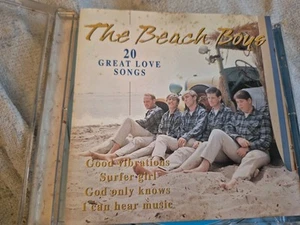 The Beach Boys
20
GREAT LOVE
SONGS
Good vibrations
Surfer girl
God only knows
I can hear music